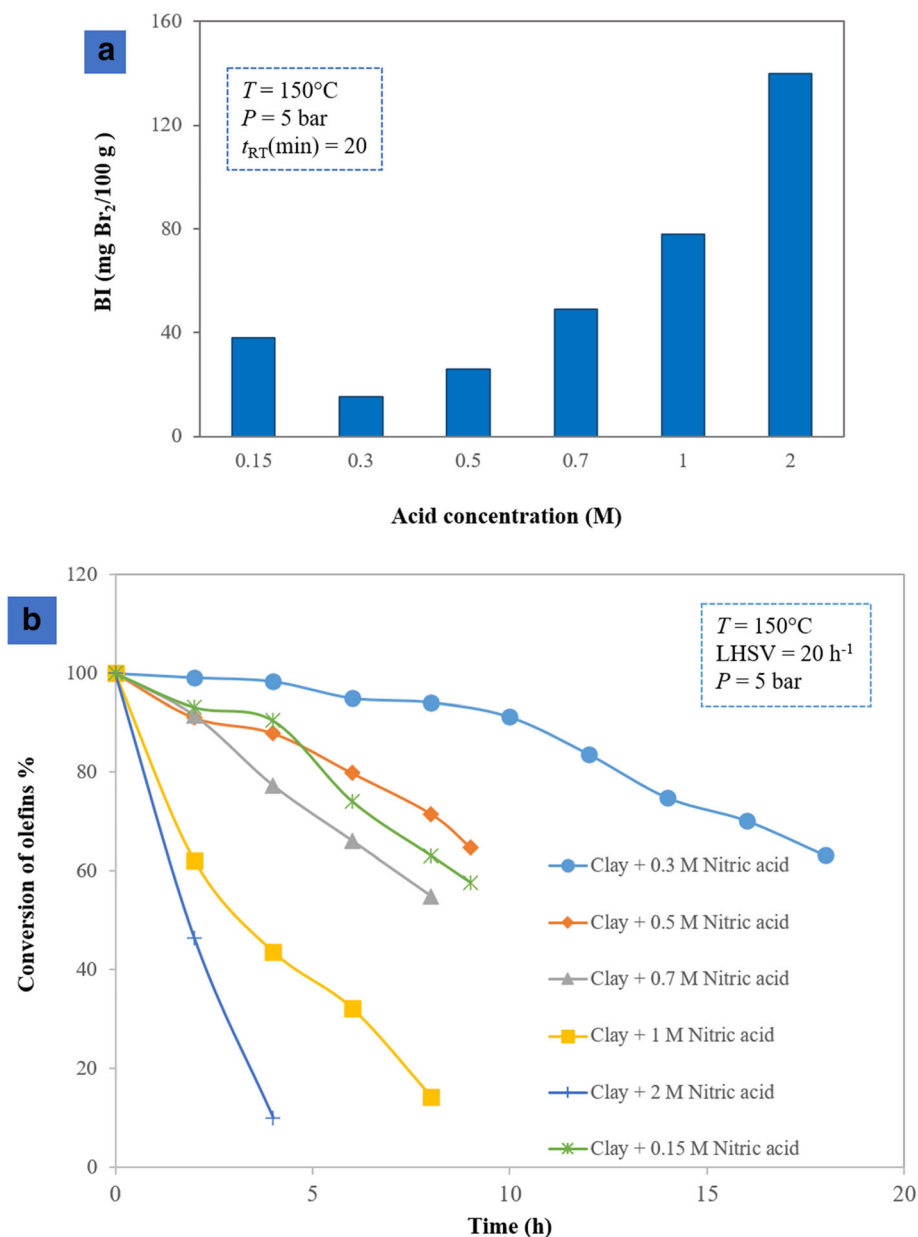 a
T = 150°C
P = 5 bar
t_RT(min) = 20
BI (mg Br₂/100 g )
160
120
80
40
0
0.15 0.3 0.5 0.7 1 2
Acid concentration (M)
b
T = 150°C
LHSV = 20 h⁻¹
P = 5 bar
Conversion of olefins %
120
100
80
60
40
20
0
Clay + 0.3 M Nitric acid
Clay + 0.5 M Nitric acid
Clay + 0.7 M Nitric acid
Clay + 1 M Nitric acid
Clay + 2 M Nitric acid
Clay + 0.15 M Nitric acid
0 5 10 15 20
Time (h)